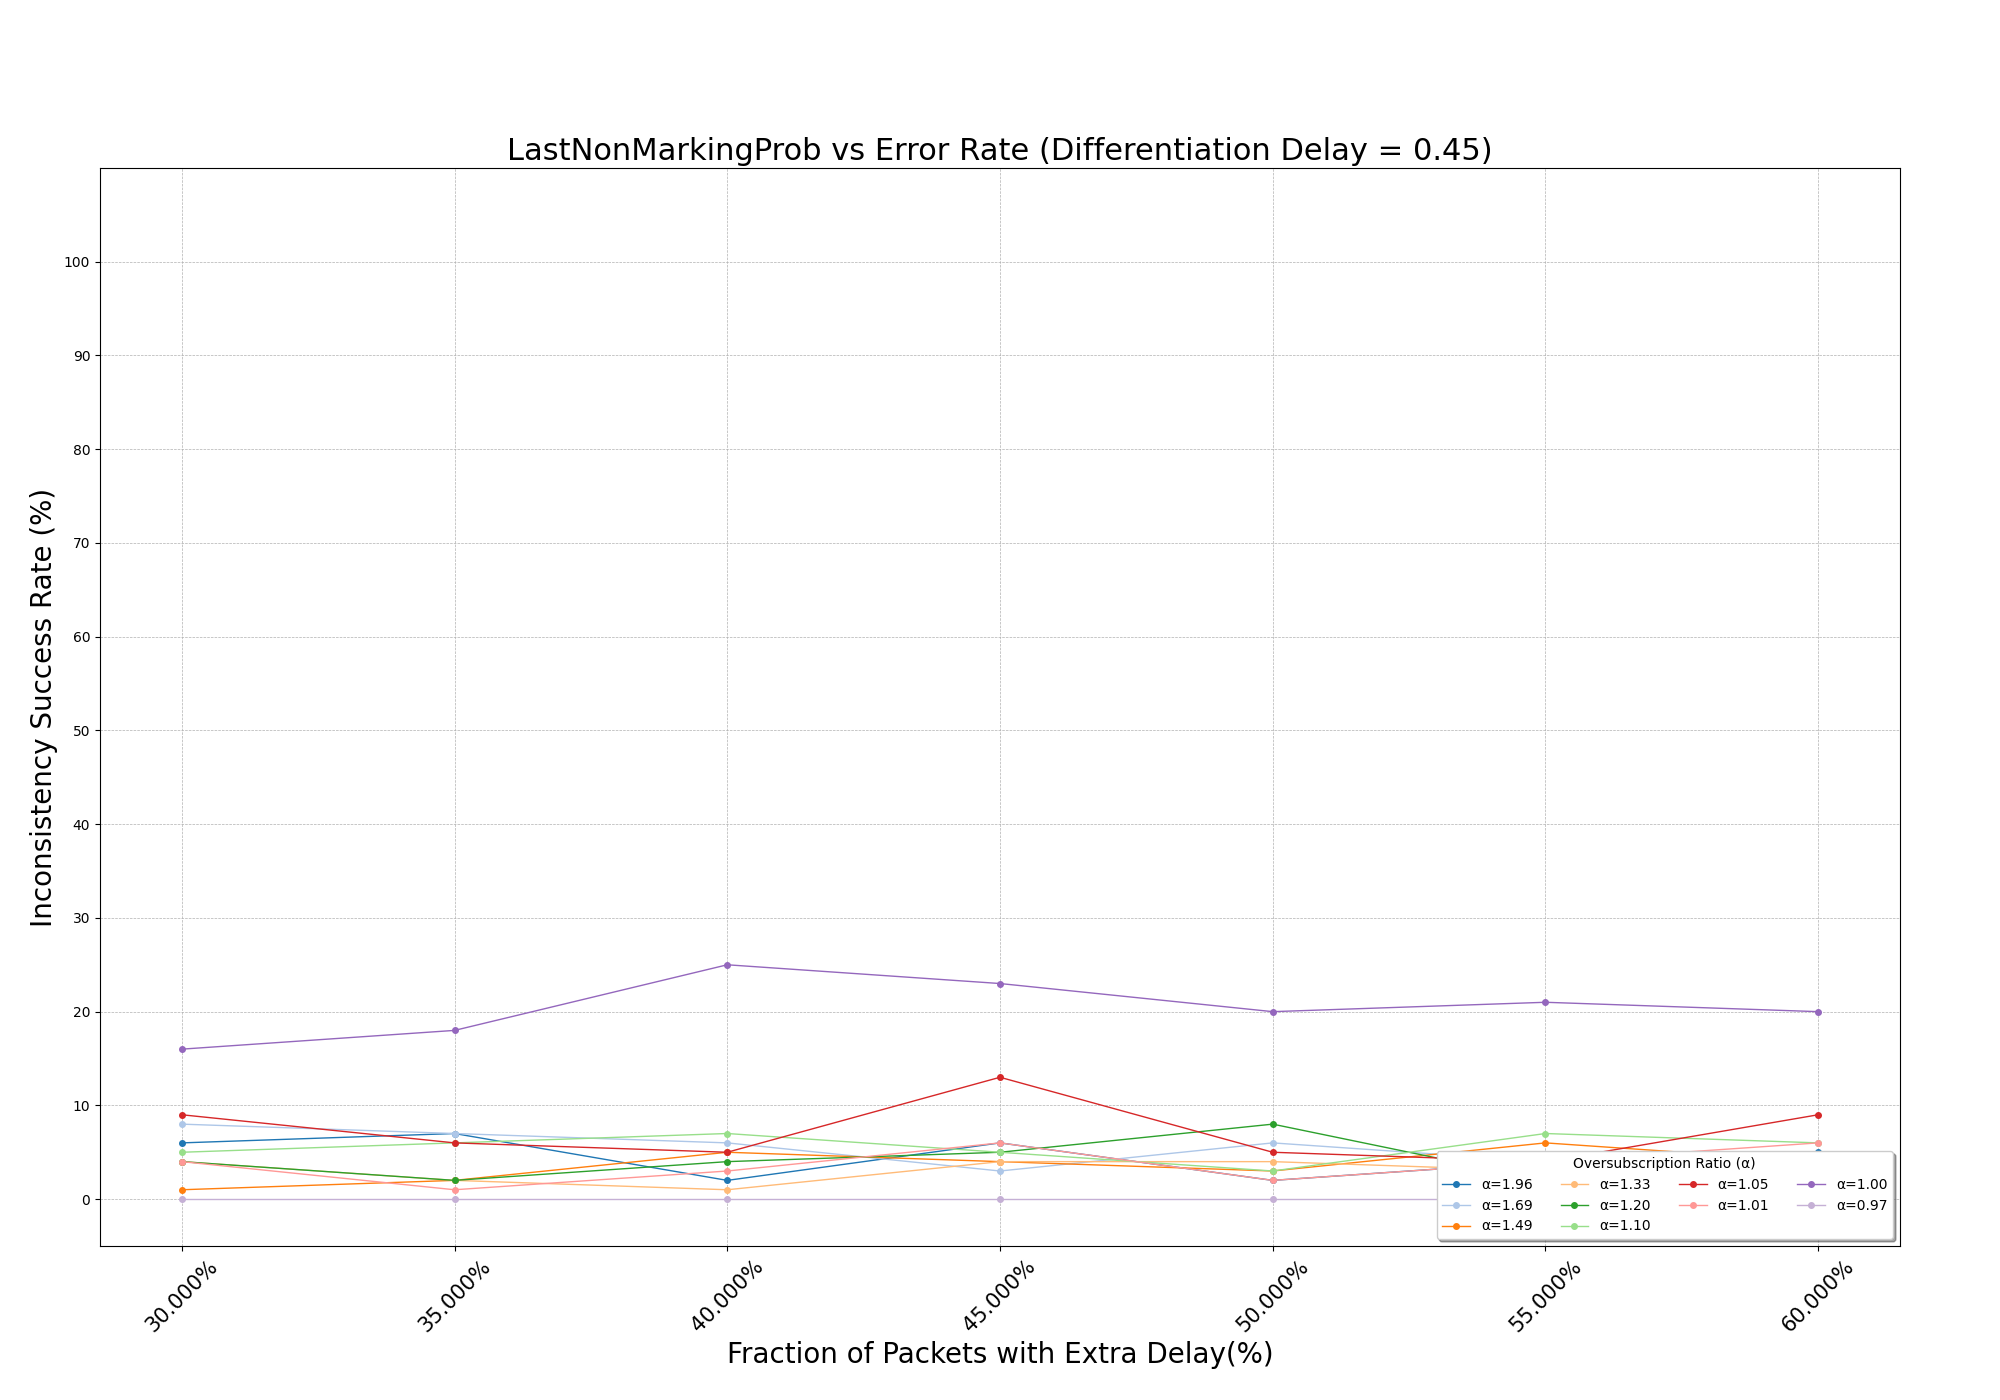 LastNonMarkingProb vs Error Rate (Differentiation Delay = 0.45)
Inconsistency Success Rate (%)
100
90
80
70
60
50
40
30
20
10
0
Oversubscription Ratio (α)
α=1.96
α=1.69
α=1.49
α=1.33
α=1.20
α=1.10
α=1.05
α=1.01
α=1.00
α=0.97
30.000%
35.000%
40.000%
45.000%
50.000%
55.000%
60.000%
Fraction of Packets with Extra Delay(%)